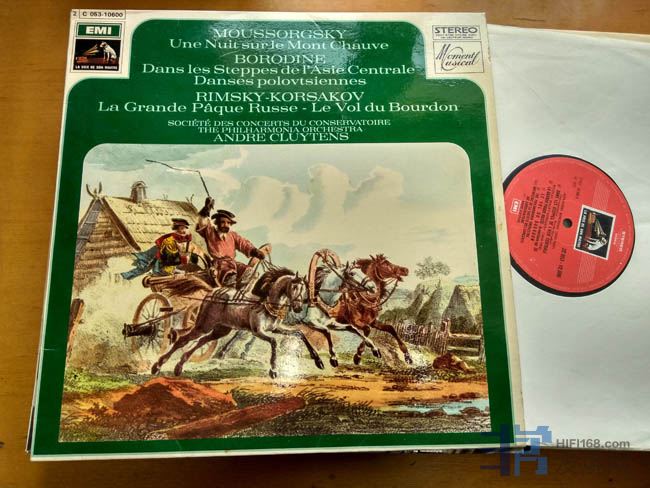 2 C 053-10600
EMI
LA VOIX DE SON MAITRE
MOUSSORGSKY
Une Nuit sur le Mont Chauve
BORODINE
Dans les Steppes de l'Asie Centrale
Danses polovtsiennes
RIMSKY-KORSAKOV
La Grande Pâque Russe - Le Vol du Bourdon
SOCIÉTÉ DES CONCERTS DU CONSERVATOIRE
THE PHILHARMONIA ORCHESTRA
ANDRÉ CLUYTENS
STEREO
Moment
Musical
EMI
HIFI168.com